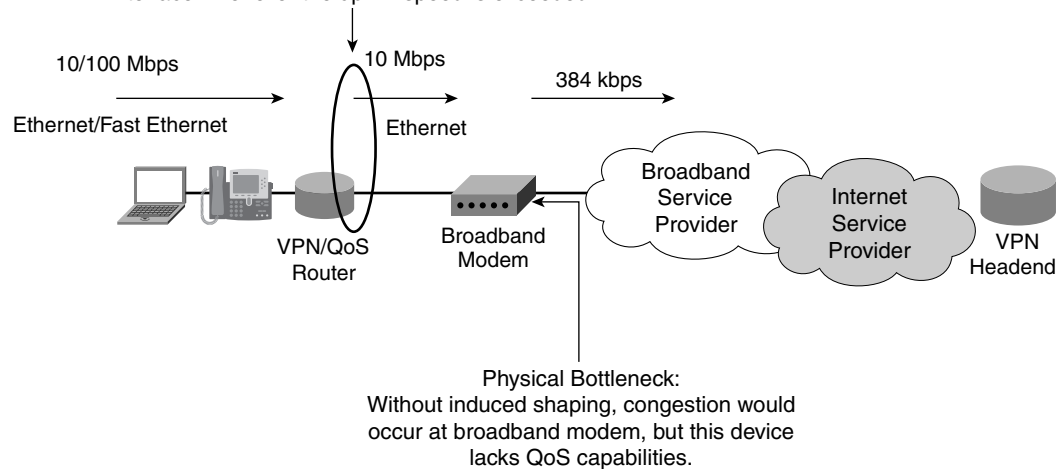 10/100 Mbps
10 Mbps
384 kbps
Ethernet/Fast Ethernet
Ethernet
Broadband
Service
Provider
Internet
Service
Provider
VPN/QoS
Router
Broadband
Modem
VPN
Headend
Physical Bottleneck:
Without induced shaping, congestion would
occur at broadband modem, but this device
lacks QoS capabilities.